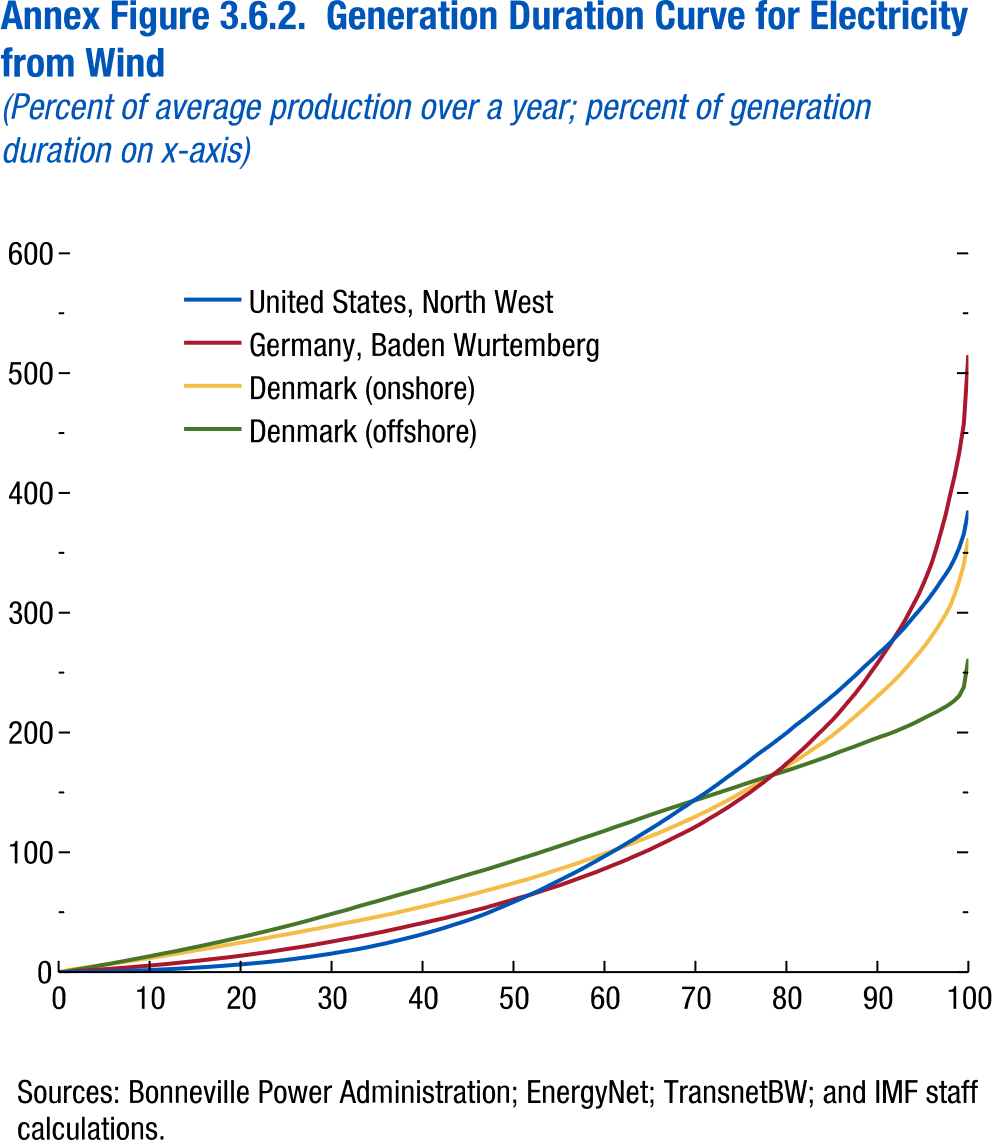 Annex Figure 3.6.2.  Generation Duration Curve for Electricity
from Wind
(Percent of average production over a year; percent of generation
duration on x-axis)
600
500
400
300
200
100
0
United States, North West
Germany, Baden Wurtemberg
Denmark (onshore)
Denmark (offshore)
0 10 20 30 40 50 60 70 80 90 100
Sources: Bonneville Power Administration; EnergyNet; TransnetBW; and IMF staff
calculations.